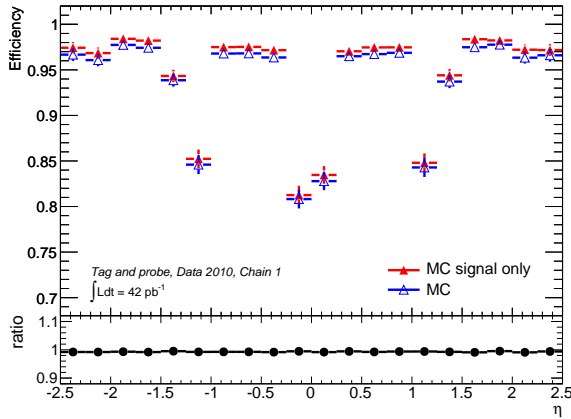 Efficiency
1
0.95
0.9
0.85
0.8
0.75
0.7
MC signal only
MC
Tag and probe, Data 2010, Chain 1
∫Ldt = 42 pb⁻¹
ratio
1.1
1
0.9
-2.5 -2 -1.5 -1 -0.5 0 0.5 1 1.5 2 2.5
η